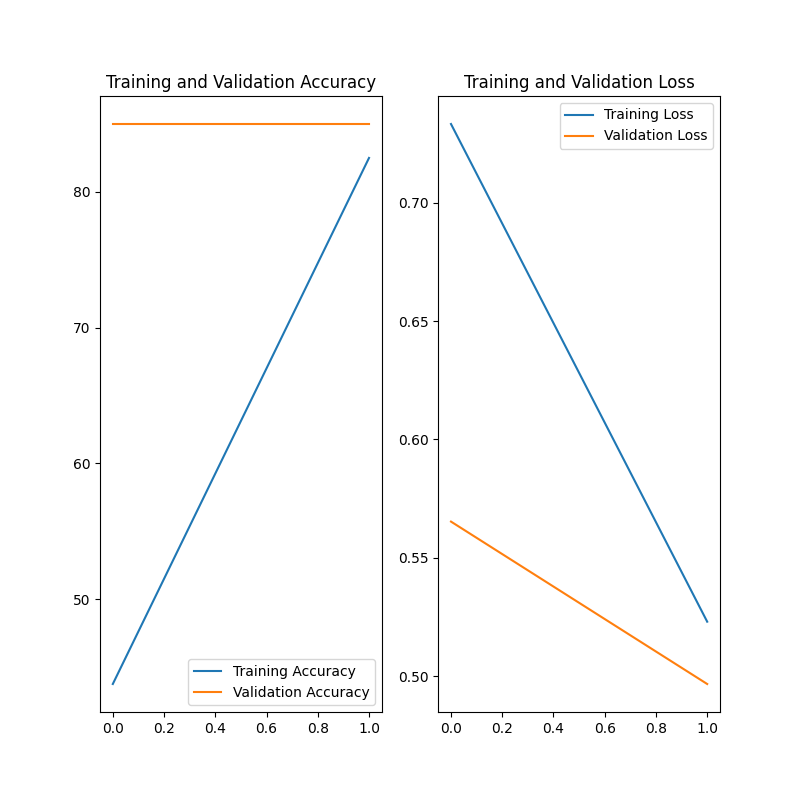 Training and Validation Accuracy
80
70
60
50
Training Accuracy
Validation Accuracy
0.0 0.2 0.4 0.6 0.8 1.0
Training and Validation Loss
Training Loss
Validation Loss
0.70
0.65
0.60
0.55
0.50
0.0 0.2 0.4 0.6 0.8 1.0